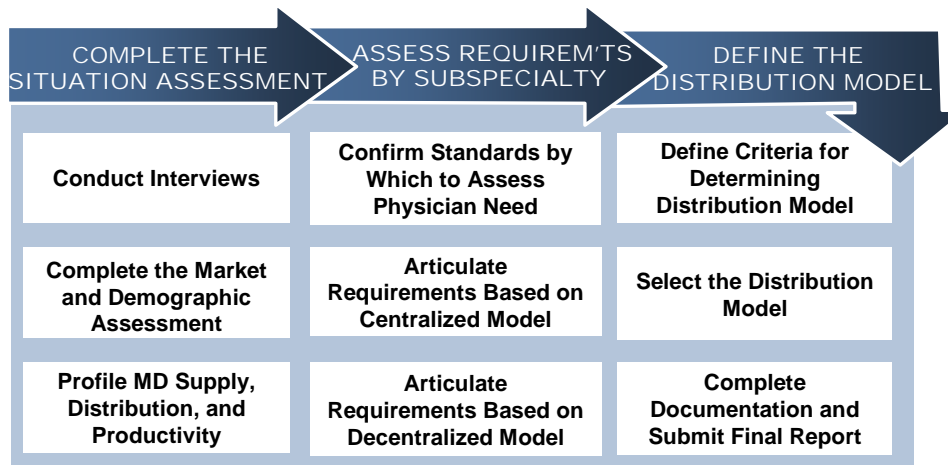 COMPLETE THE
SITUATION ASSESSMENT
ASSESS REQUIREM'TS
BY SUBSPECIALTY
DEFINE THE
DISTRIBUTION MODEL
Conduct Interviews
Confirm Standards by
Which to Assess
Physician Need
Define Criteria for
Determining
Distribution Model
Complete the Market
and Demographic
Assessment
Articulate
Requirements Based on
Centralized Model
Select the Distribution
Model
Profile MD Supply,
Distribution, and
Productivity
Articulate
Requirements Based on
Decentralized Model
Complete
Documentation and
Submit Final Report